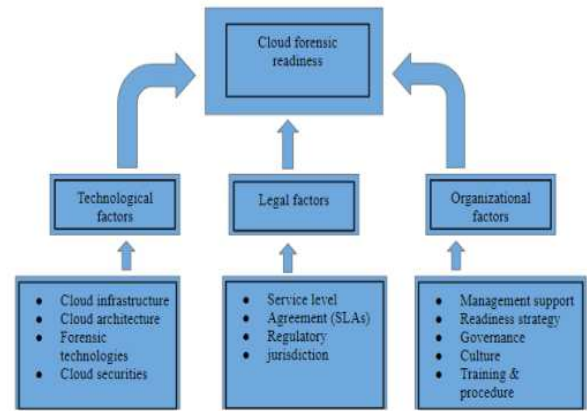 Cloud forensic
readiness
Technological
factors
Legal factors
Organizational
factors
• Cloud infrastructure
• Cloud architecture
• Forensic
technologies
• Cloud securities
• Service level
• Agreement (SLAs)
• Regulatory
• jurisdiction
• Management support
• Readiness strategy
• Governance
• Culture
• Training &
procedure